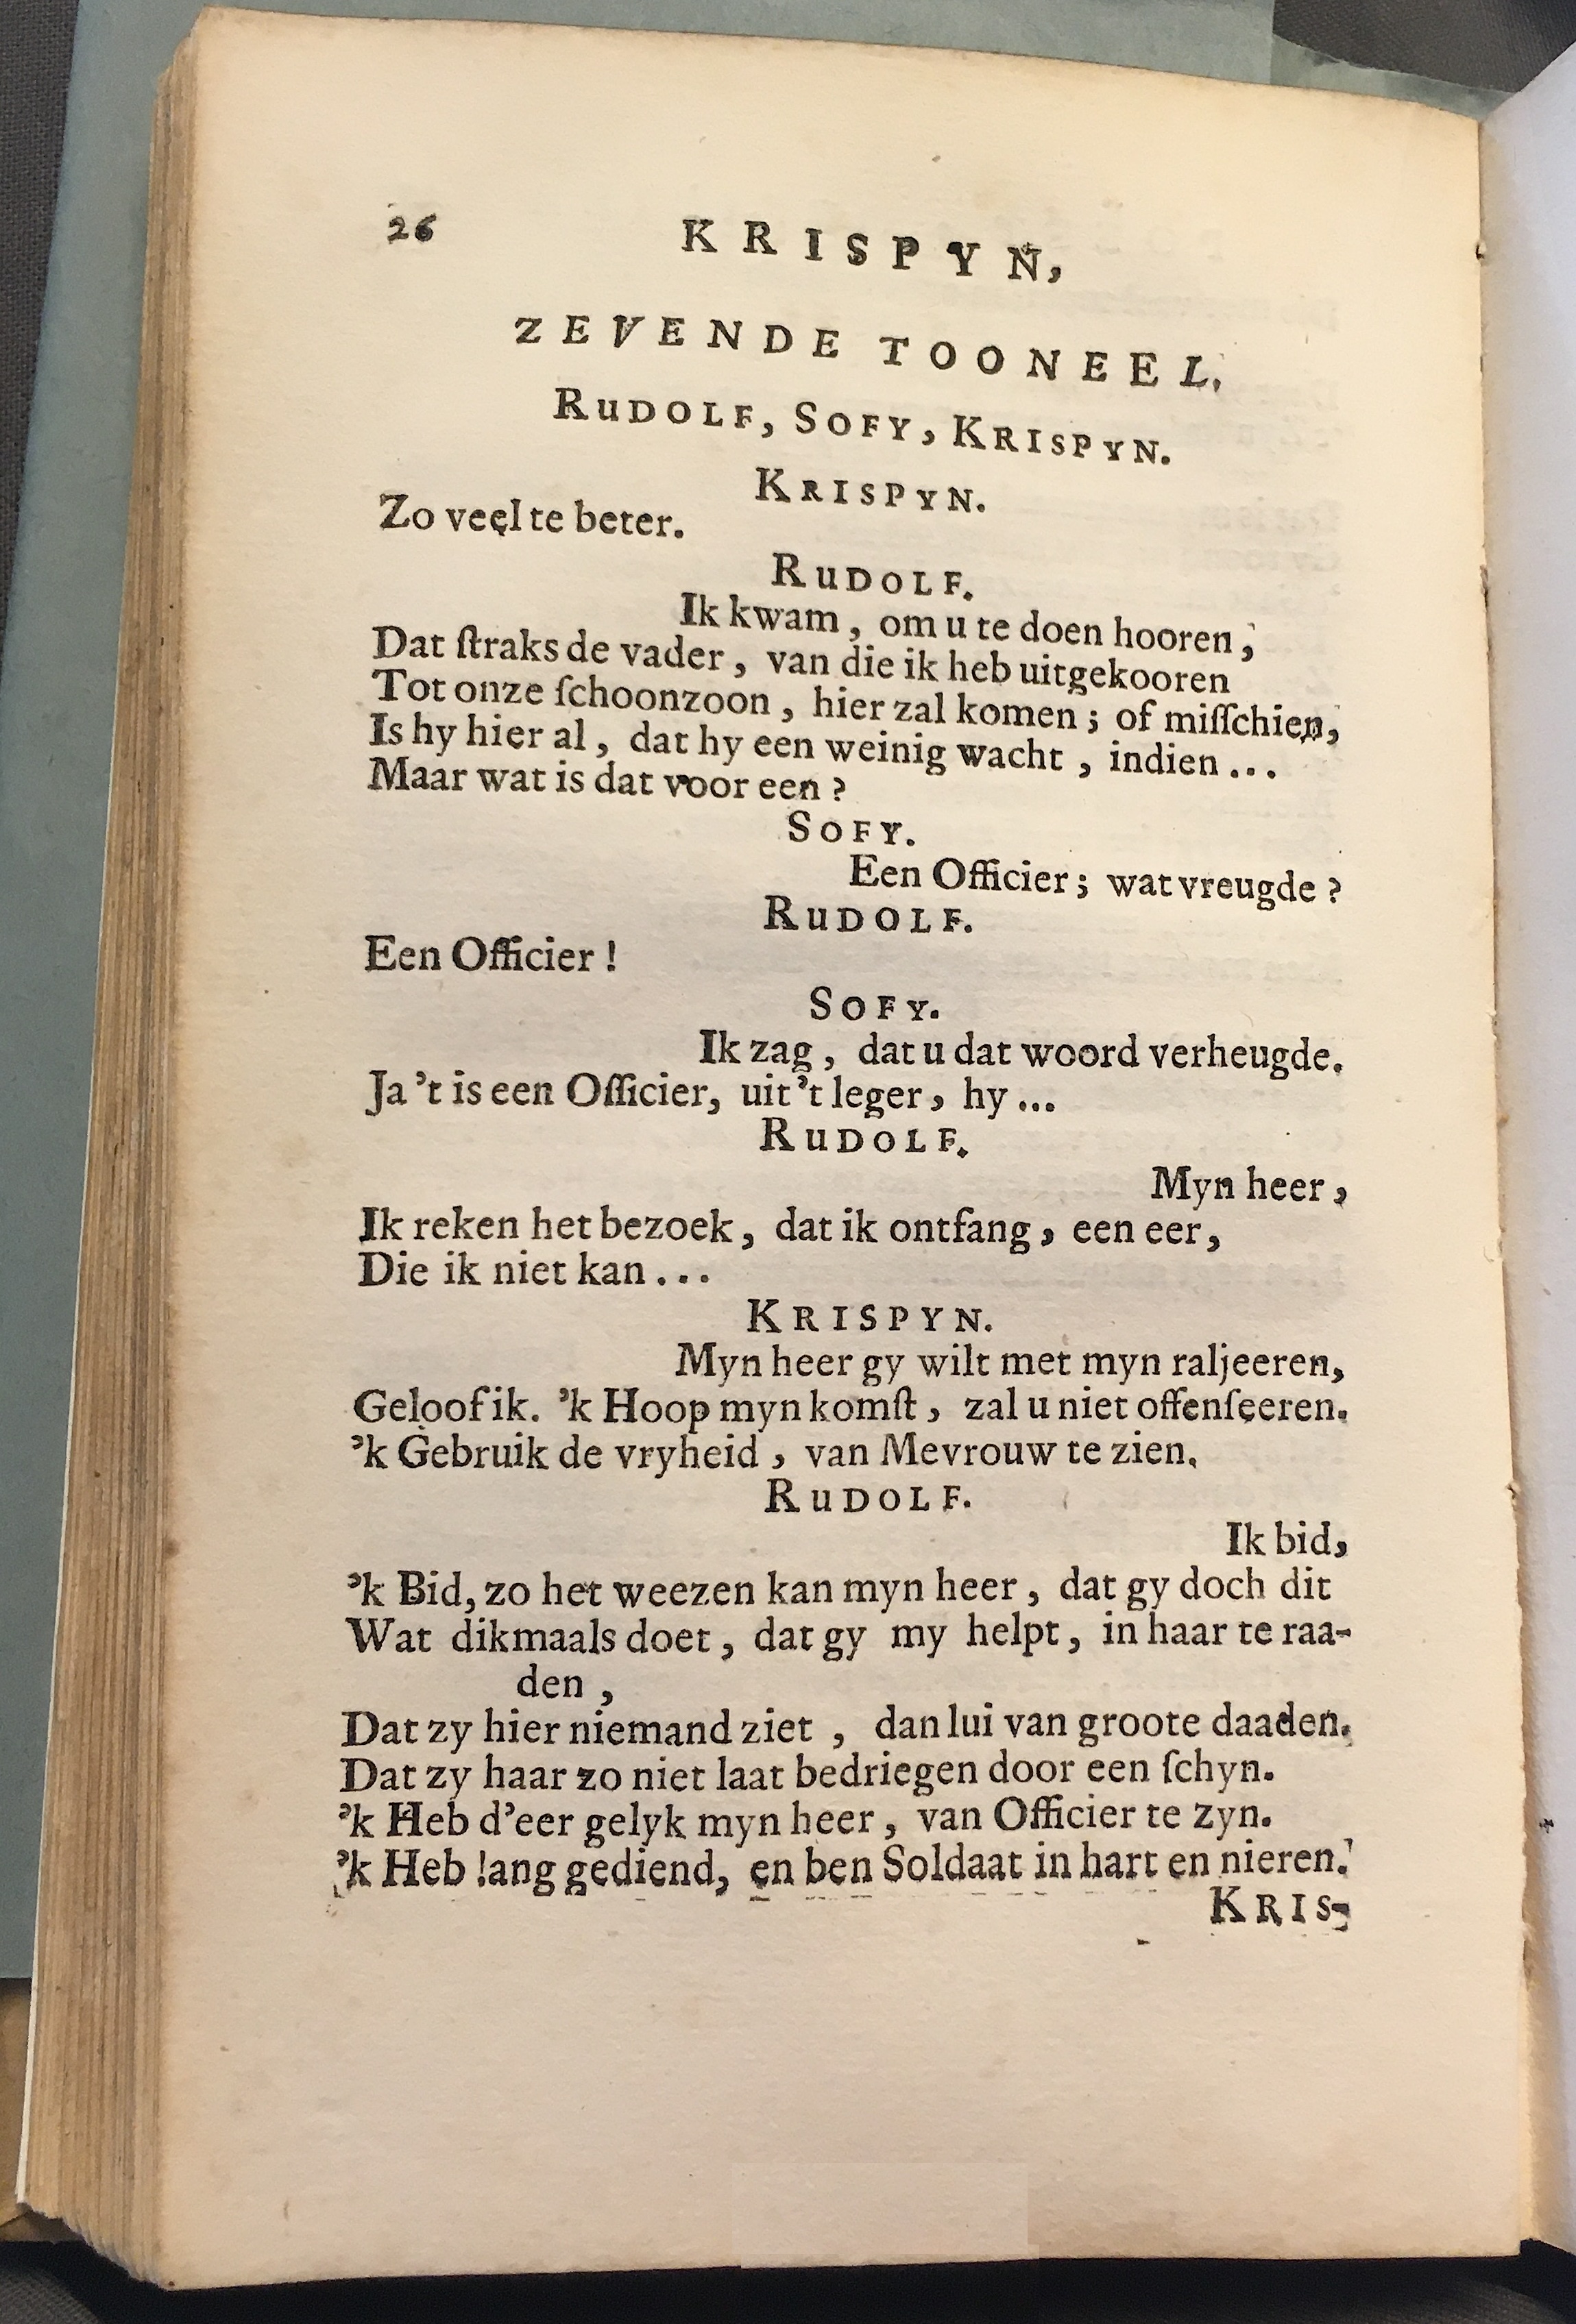 26 KRISPYN,
ZEVENDE TOONEEL.
RUDOLF, SOFY, KRISPYN.
KRISPYN.
Zo veel te beter.
RUDOLF.
Ik kwam, om u te doen hooren,
Dat ſtraks de vader, van die ik heb uitgekooren
Tot onze ſchoonzoon, hier zal komen; of miſſchien,
Is hy hier al, dat hy een weinig wacht, indien...
Maar wat is dat voor een?
SOFY.
Een Officier; wat vreugde?
RUDOLF.
Een Officier!
SOFY.
Ik zag, dat u dat woord verheugde.
Ja 't is een Officier, uit 't leger, hy...
RUDOLF.
Myn heer,
Ik reken het bezoek, dat ik ontfang, een eer,
Die ik niet kan...
KRISPYN.
Myn heer gy wilt met myn raljeeren,
Geloof ik. 'k Hoop myn komſt, zal u niet offenſeeren.
'k Gebruik de vryheid, van Mevrouw te zien.
RUDOLF.
Ik bid,
'k Bid, zo het weezen kan myn heer, dat gy doch dit
Wat dikmaals doet, dat gy my helpt, in haar te raa-
den,
Dat zy hier niemand ziet, dan lui van groote daaden.
Dat zy haar zo niet laat bedriegen door een ſchyn.
'k Heb d'eer gelyk myn heer, van Officier te zyn.
'k Heb lang gediend, en ben Soldaat in hart en nieren.
KRIS-